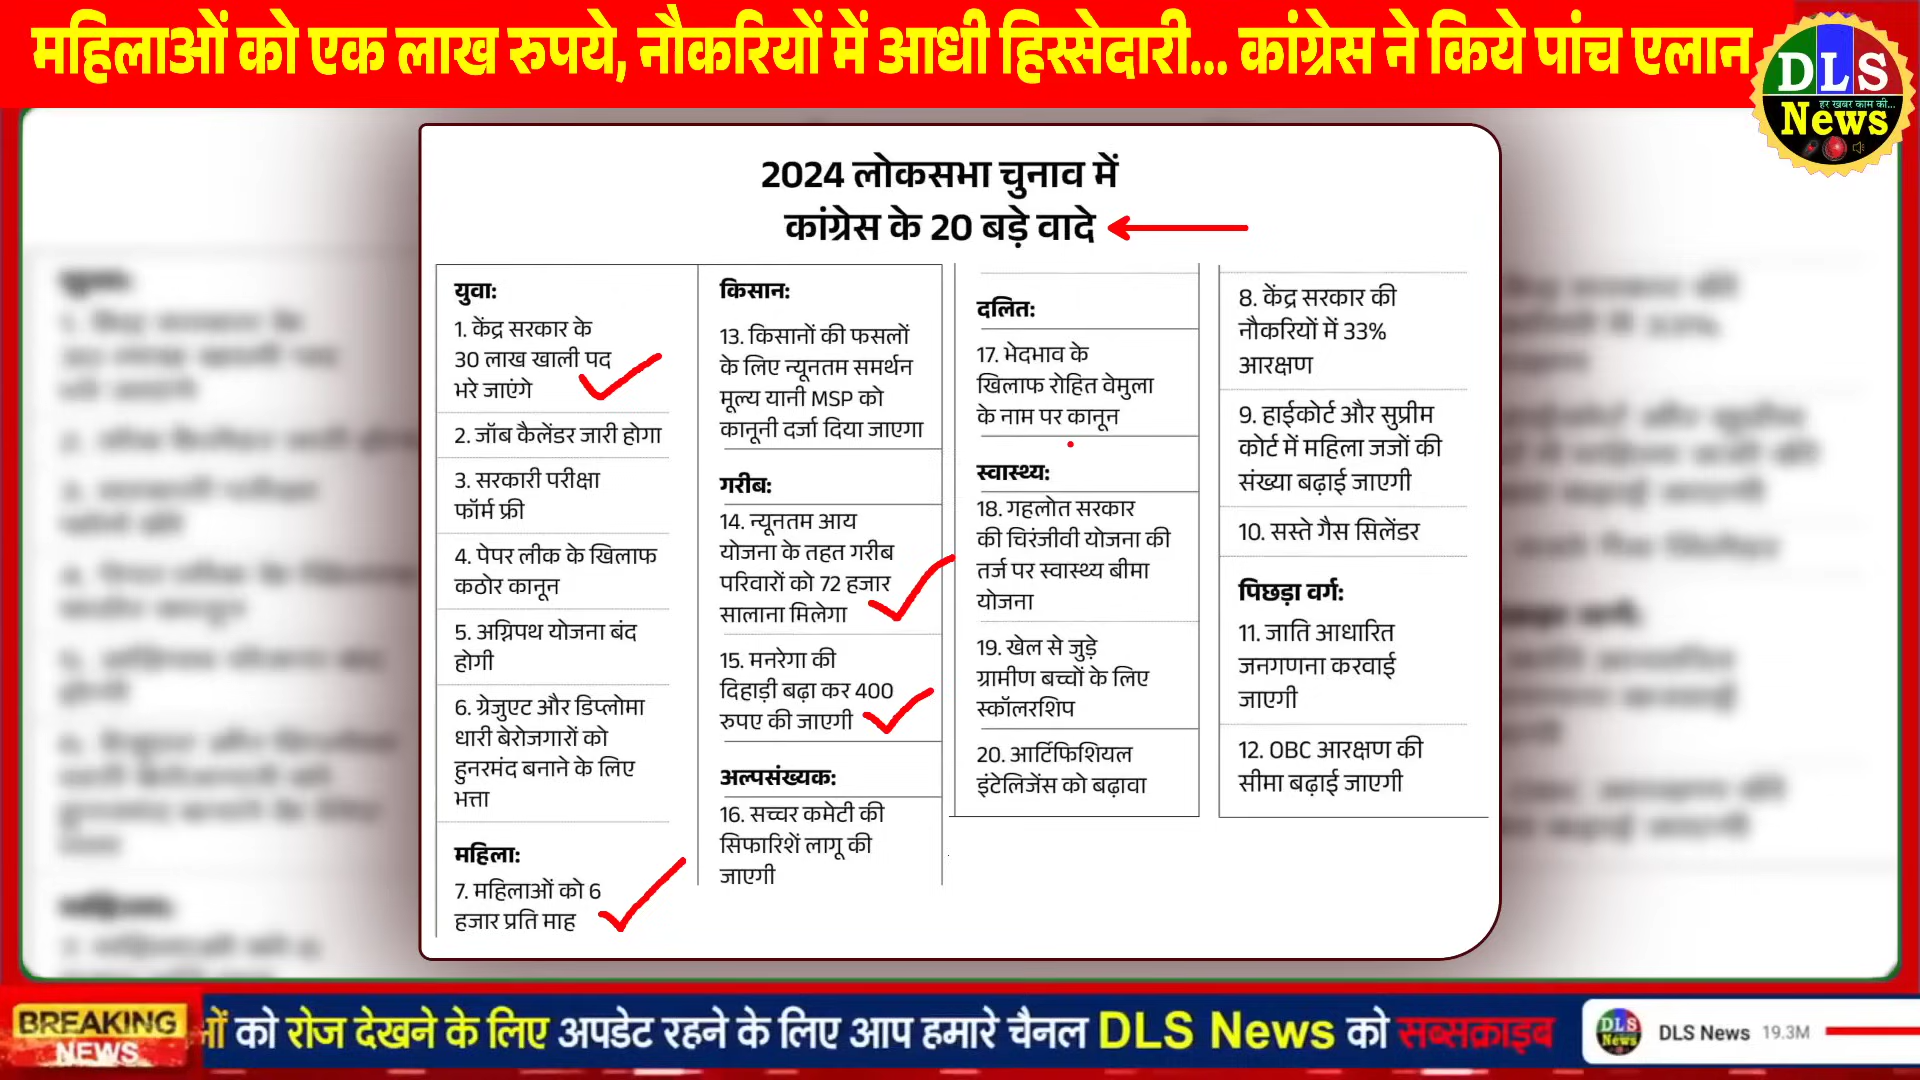 महिलाओं को एक लाख रुपये, नौकरियों में आधी हिस्सेदारी... कांग्रेस ने किये पांच एलान
DLS
हर खबर काम की...
News
2024 लोकसभा चुनाव में
कांग्रेस के 20 बड़े वादे
युवा:
1. केंद्र सरकार के
30 लाख खाली पद
भरे जाएंगे
2. जॉब कैलेंडर जारी होगा
3. सरकारी परीक्षा
फॉर्म फ्री
4. पेपर लीक के खिलाफ
कठोर कानून
5. अग्निपथ योजना बंद
होगी
6. ग्रेजुएट और डिप्लोमा
धारी बेरोजगारों को
हुनरमंद बनाने के लिए
भत्ता
महिला:
7. महिलाओं को 6
हजार प्रति माह
किसान:
13. किसानों की फसलों
के लिए न्यूनतम समर्थन
मूल्य यानी MSP को
कानूनी दर्जा दिया जाएगा
गरीब:
14. न्यूनतम आय
योजना के तहत गरीब
परिवारों को 72 हजार
सालाना मिलेगा
15. मनरेगा की
दिहाड़ी बढ़ा कर 400
रुपए की जाएगी
अल्पसंख्यक:
16. सच्चर कमेटी की
सिफारिशें लागू की
जाएगी
दलित:
17. भेदभाव के
खिलाफ रोहित वेमुला
के नाम पर कानून
स्वास्थ्य:
18. गहलोत सरकार
की चिरंजीवी योजना की
तर्ज पर स्वास्थ्य बीमा
योजना
19. खेल से जुड़े
ग्रामीण बच्चों के लिए
स्कॉलरशिप
20. आर्टिफिशियल
इंटेलिजेंस को बढ़ावा
8. केंद्र सरकार की
नौकरियों में 33%
आरक्षण
9. हाईकोर्ट और सुप्रीम
कोर्ट में महिला जजों की
संख्या बढ़ाई जाएगी
10. सस्ते गैस सिलेंडर
पिछड़ा वर्ग:
11. जाति आधारित
जनगणना करवाई
जाएगी
12. OBC आरक्षण की
सीमा बढ़ाई जाएगी
BREAKING
NEWS
को रोज देखने के लिए अपडेट रहने के लिए आप हमारे चैनल DLS News को सब्सक्राइब
DLS
News
DLS News 19.3M